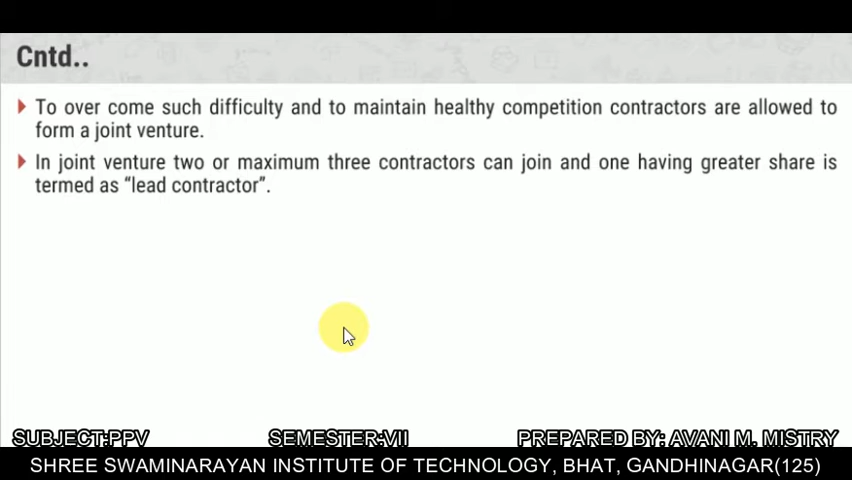 Cntd..
To over come such difficulty and to maintain healthy competition contractors are allowed to
form a joint venture.
In joint venture two or maximum three contractors can join and one having greater share is
termed as “lead contractor”.
SUBJECT:PPV SEMESTER:VII PREPARED BY: AVANI M. MISTRY
SHREE SWAMINARAYAN INSTITUTE OF TECHNOLOGY, BHAT, GANDHINAGAR(125)